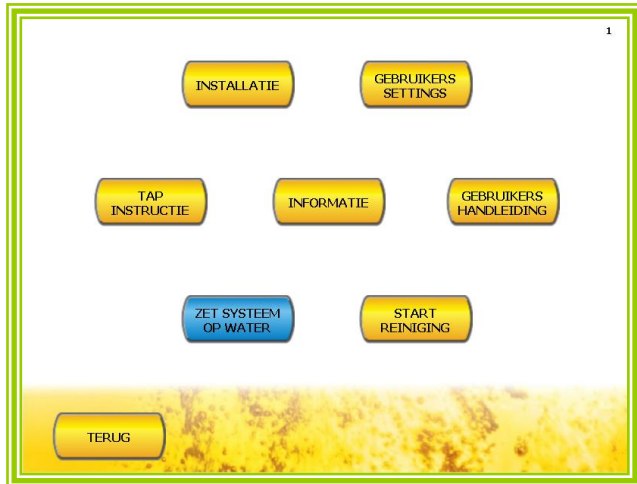 1
INSTALLATIE
GEBRUIKERS
SETTINGS
TAP
INSTRUCTIE
INFORMATIE
GEBRUIKERS
HANDLEIDING
ZET SYSTEEM
OP WATER
START
REINIGING
TERUG